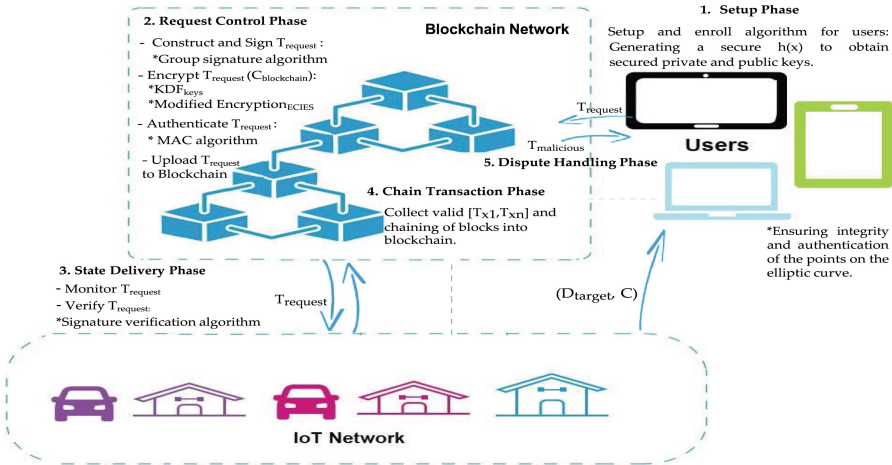 1. Setup Phase
Setup and enroll algorithm for users:
Generating a secure h(x) to obtain
secured private and public keys.
2. Request Control Phase
Blockchain Network
- Construct and Sign Trequest :
*Group signature algorithm
- Encrypt Trequest (Cblockchain):
*KDFkeys
*Modified EncryptionECIES
- Authenticate Trequest :
* MAC algorithm
- Upload Trequest
to Blockchain
Trequest
Tmalicious
Users
5. Dispute Handling Phase
4. Chain Transaction Phase
Collect valid [Tx1,Txn] and
chaining of blocks into
blockchain.
*Ensuring integrity
and authentication
of the points on the
elliptic curve.
3. State Delivery Phase
- Monitor Trequest
- Verify Trequest:
*Signature verification algorithm
Trequest
(Dtarget, C)
IoT Network